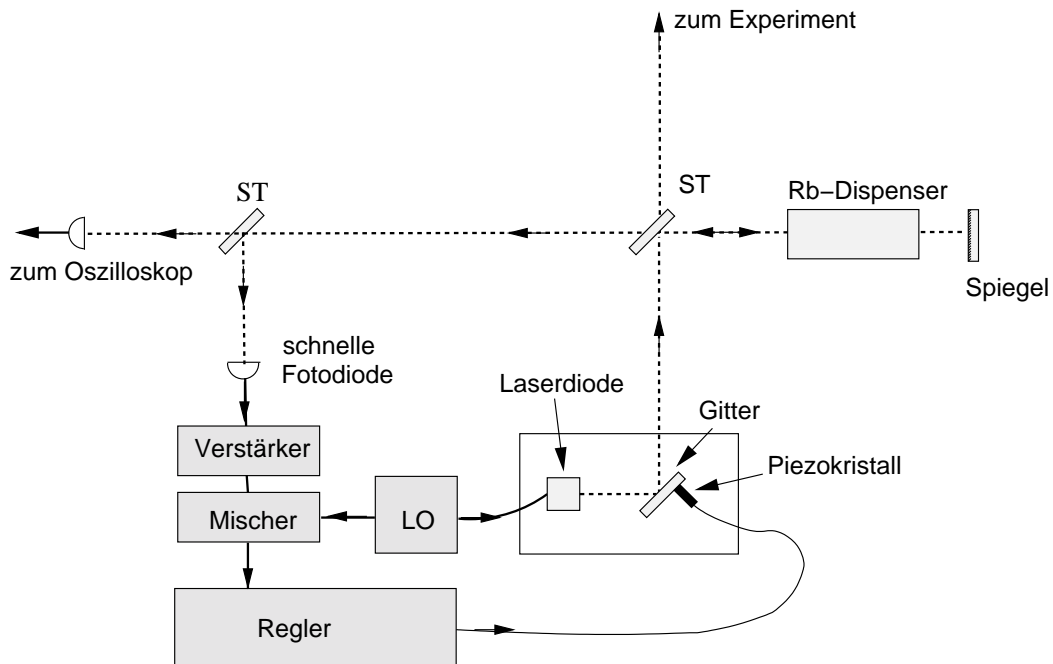 zum Experiment
ST
ST
Rb−Dispenser
zum Oszilloskop
Spiegel
schnelle
Fotodiode
Laserdiode
Gitter
Verstärker
Piezokristall
Mischer
LO
Regler